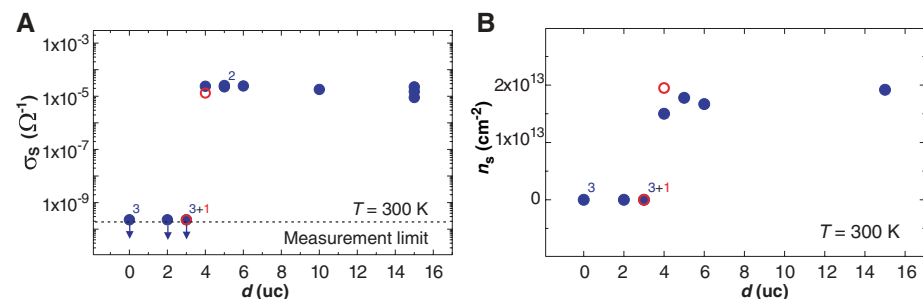 A
1x10⁻³
1x10⁻⁵
1x10⁻⁷
1x10⁻⁹
σS (Ω⁻¹)
2
3
3+1
T = 300 K
Measurement limit
0 2 4 6 8 10 12 14 16
d (uc)
B
2x10¹³
1x10¹³
0
ns (cm⁻²)
3
3+1
T = 300 K
0 2 4 6 8 10 12 14 16
d (uc)